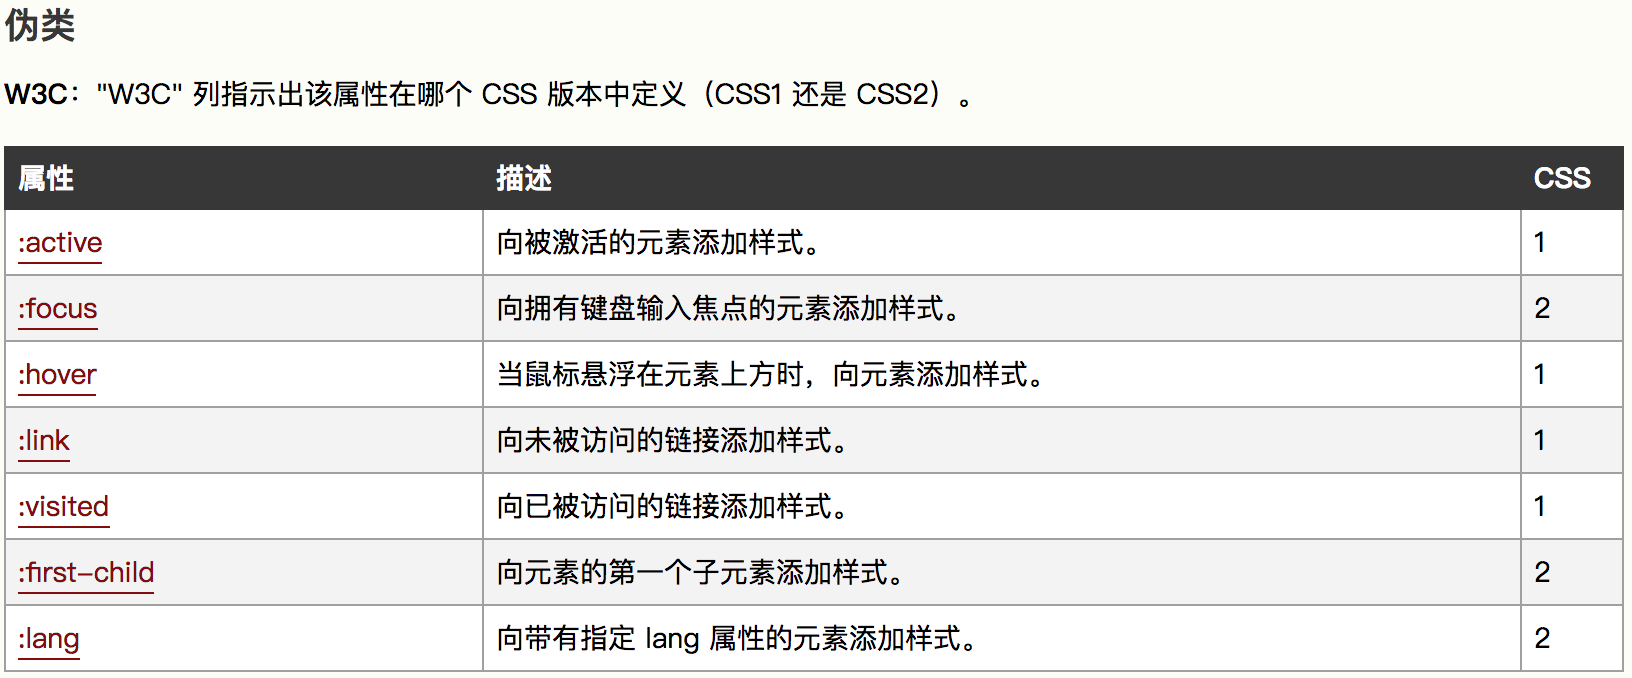 伪类
W3C："W3C" 列指示出该属性在哪个 CSS 版本中定义（CSS1 还是 CSS2）。
属性 描述 CSS
:active 向被激活的元素添加样式。 1
:focus 向拥有键盘输入焦点的元素添加样式。 2
:hover 当鼠标悬浮在元素上方时，向元素添加样式。 1
:link 向未被访问的链接添加样式。 1
:visited 向已被访问的链接添加样式。 1
:first-child 向元素的第一个子元素添加样式。 2
:lang 向带有指定 lang 属性的元素添加样式。 2